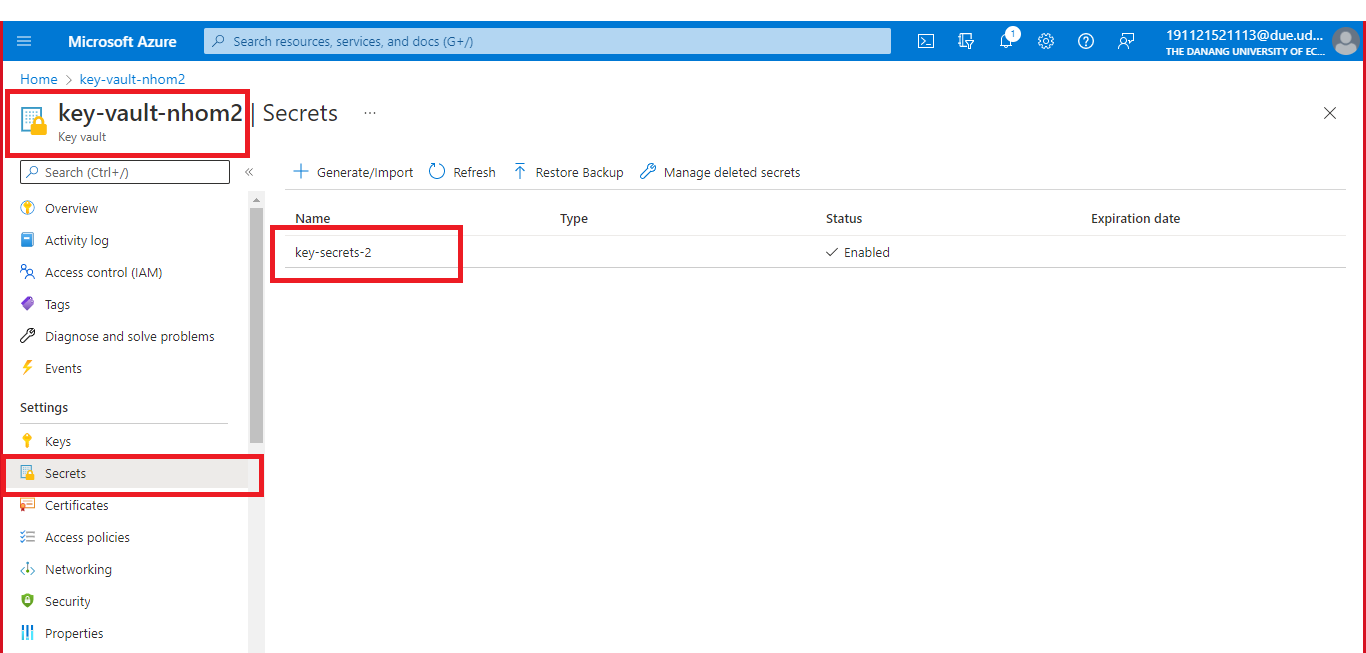 Microsoft Azure
Search resources, services, and docs (G+/)
1
191121521113@due.ud...
THE DANANG UNIVERSITY OF EC...
Home > key-vault-nhom2
key-vault-nhom2 | Secrets ...
Key vault
Search (Ctrl+/)
«
Generate/Import
Refresh
Restore Backup
Manage deleted secrets
Overview
Activity log
Access control (IAM)
Tags
Diagnose and solve problems
Events
Settings
Keys
Secrets
Certificates
Access policies
Networking
Security
Properties
Name Type Status Expiration date
key-secrets-2 Enabled